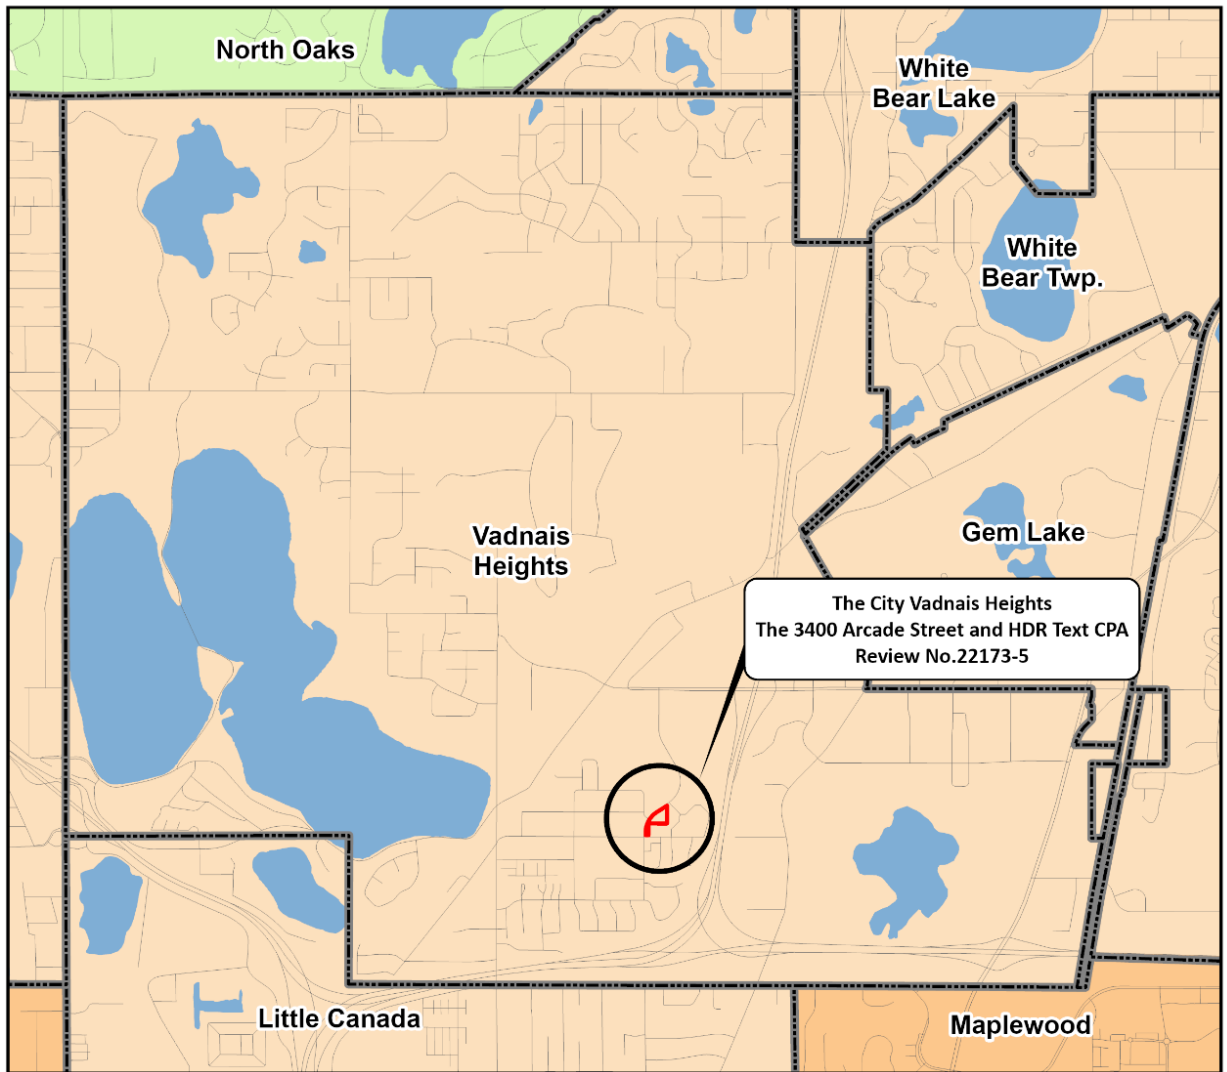 North Oaks
White
Bear Lake
White
Bear Twp.
Vadnais
Heights
Gem Lake
The City Vadnais Heights
The 3400 Arcade Street and HDR Text CPA
Review No.22173-5
Little Canada
Maplewood